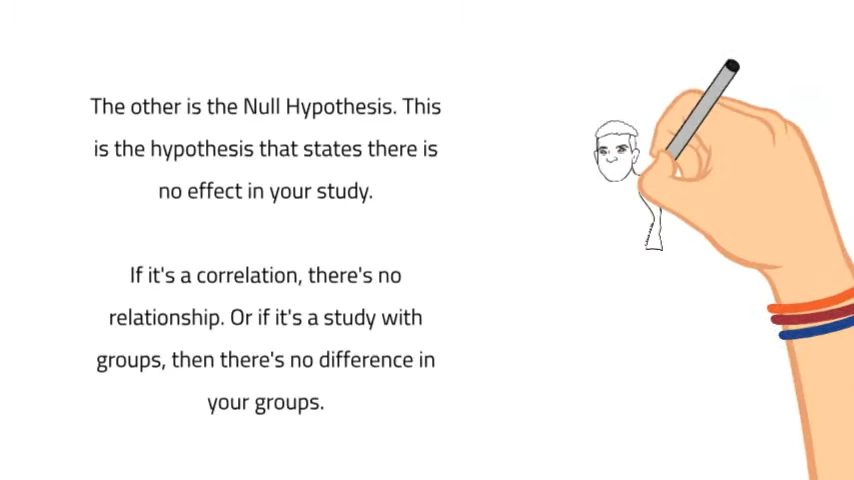 The other is the Null Hypothesis. This
is the hypothesis that states there is
no effect in your study.
If it's a correlation, there's no
relationship. Or if it's a study with
groups, then there's no difference in
your groups.